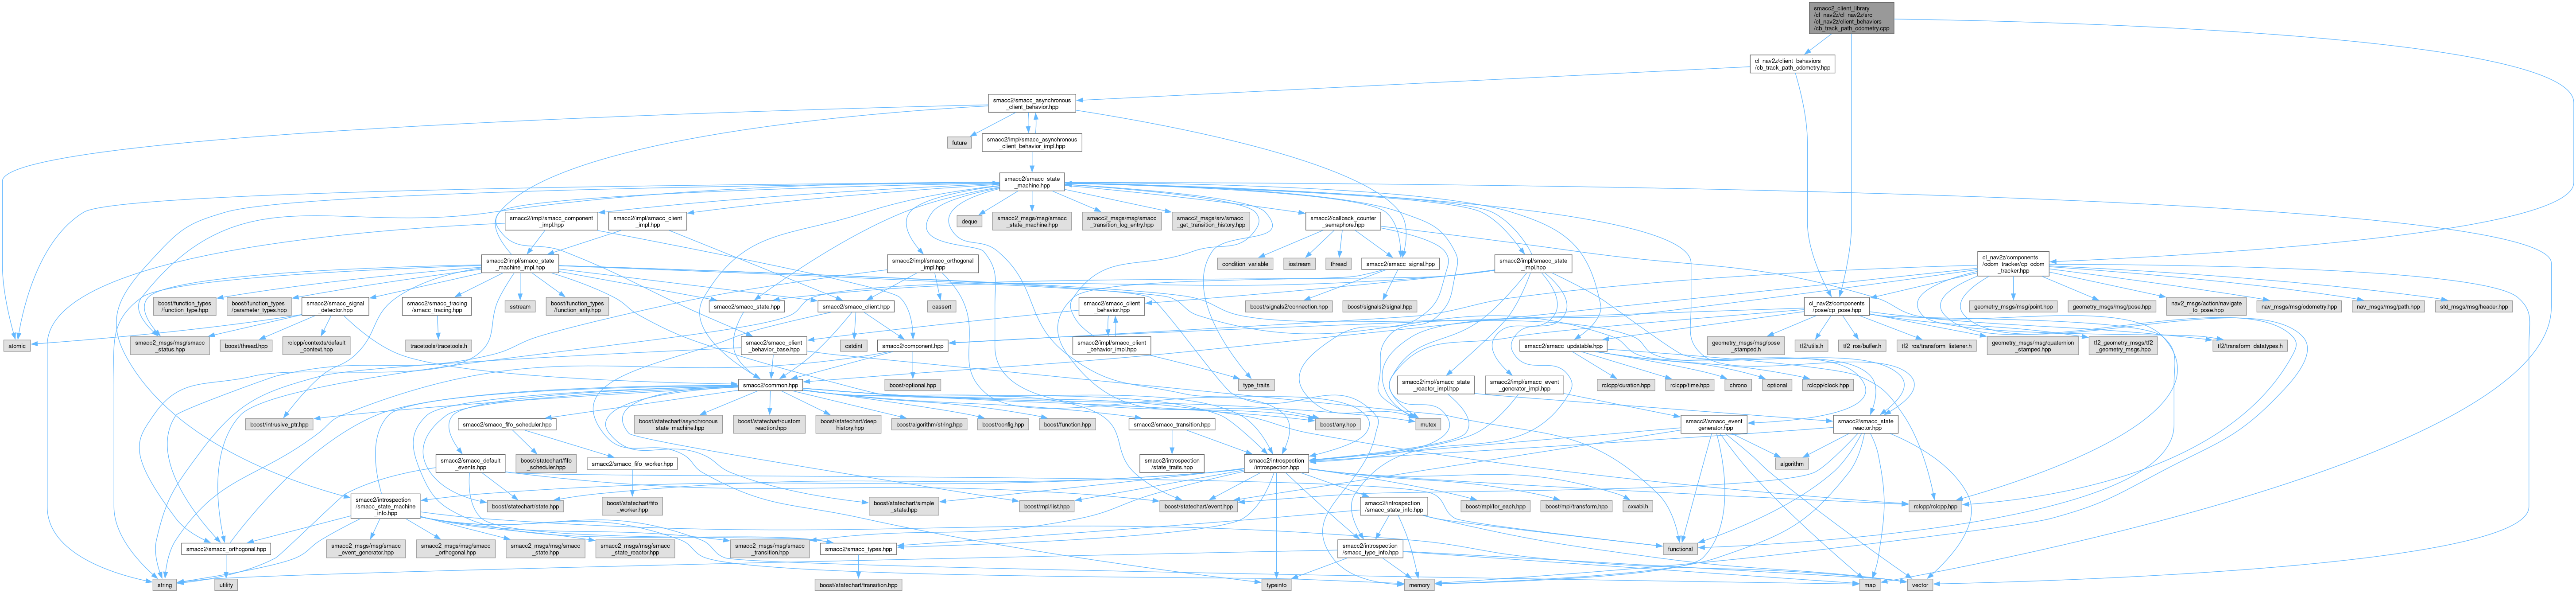 smacc2_client_library
/cl_nav2z/cl_nav2z/src
/cl_nav2z/client_behaviors
/cb_track_path_odometry.cpp
cl_nav2z/client_behaviors
/cb_track_path_odometry.hpp
smacc2/smacc_asynchronous
_client_behavior.hpp
future
smacc2/impl/smacc_asynchronous
_client_behavior_impl.hpp
smacc2/smacc_state
_machine.hpp
smacc2/impl/smacc_component
_impl.hpp
smacc2/impl/smacc_client
_impl.hpp
deque
smacc2_msgs/msg/smacc
_state_machine.hpp
smacc2_msgs/msg/smacc
_transition_log_entry.hpp
smacc2_msgs/srv/smacc
_get_transition_history.hpp
smacc2/callback_counter
_semaphore.hpp
smacc2/impl/smacc_state
_machine_impl.hpp
smacc2/impl/smacc_orthogonal
_impl.hpp
condition_variable
iostream
thread
smacc2/smacc_signal.hpp
smacc2/impl/smacc_state
_impl.hpp
cl_nav2z/components
/odom_tracker/cp_odom
_tracker.hpp
boost/function_types
/function_type.hpp
boost/function_types
/parameter_types.hpp
smacc2/smacc_signal
_detector.hpp
smacc2/smacc_tracing
/smacc_tracing.hpp
sstream
boost/function_types
/function_arity.hpp
smacc2/smacc_state.hpp
smacc2/smacc_client.hpp
cassert
smacc2/smacc_client
_behavior.hpp
boost/signals2/connection.hpp
boost/signals2/signal.hpp
cl_nav2z/components
/pose/cp_pose.hpp
geometry_msgs/msg/point.hpp
geometry_msgs/msg/pose.hpp
nav2_msgs/action/navigate
_to_pose.hpp
nav_msgs/msg/odometry.hpp
nav_msgs/msg/path.hpp
std_msgs/msg/header.hpp
atomic
smacc2_msgs/msg/smacc
_status.hpp
boost/thread.hpp
rclcpp/contexts/default
_context.hpp
tracetools/tracetools.h
smacc2/smacc_client
_behavior_base.hpp
cstdint
smacc2/component.hpp
smacc2/impl/smacc_client
_behavior_impl.hpp
smacc2/smacc_updatable.hpp
geometry_msgs/msg/pose
_stamped.h
tf2/utils.h
tf2_ros/buffer.h
tf2_ros/transform_listener.h
geometry_msgs/msg/quaternion
_stamped.hpp
tf2_geometry_msgs/tf2
_geometry_msgs.hpp
tf2/transform_datatypes.h
smacc2/common.hpp
boost/optional.hpp
type_traits
smacc2/impl/smacc_state
_reactor_impl.hpp
smacc2/impl/smacc_event
_generator_impl.hpp
rclcpp/duration.hpp
rclcpp/time.hpp
chrono
optional
rclcpp/clock.hpp
boost/intrusive_ptr.hpp
smacc2/smacc_fifo_scheduler.hpp
boost/statechart/asynchronous
_state_machine.hpp
boost/statechart/custom
_reaction.hpp
boost/statechart/deep
_history.hpp
boost/algorithm/string.hpp
boost/config.hpp
boost/function.hpp
smacc2/smacc_transition.hpp
boost/any.hpp
mutex
smacc2/smacc_event
_generator.hpp
smacc2/smacc_state
_reactor.hpp
smacc2/smacc_default
_events.hpp
boost/statechart/fifo
_scheduler.hpp
smacc2/smacc_fifo_worker.hpp
smacc2/introspection
/state_traits.hpp
smacc2/introspection
/introspection.hpp
algorithm
smacc2/introspection
/smacc_state_machine
_info.hpp
boost/statechart/state.hpp
boost/statechart/fifo
_worker.hpp
boost/statechart/simple
_state.hpp
boost/mpl/list.hpp
boost/statechart/event.hpp
smacc2/introspection
/smacc_state_info.hpp
boost/mpl/for_each.hpp
boost/mpl/transform.hpp
cxxabi.h
rclcpp/rclcpp.hpp
smacc2/smacc_orthogonal.hpp
smacc2_msgs/msg/smacc
_event_generator.hpp
smacc2_msgs/msg/smacc
_orthogonal.hpp
smacc2_msgs/msg/smacc
_state.hpp
smacc2_msgs/msg/smacc
_state_reactor.hpp
smacc2_msgs/msg/smacc
_transition.hpp
smacc2/smacc_types.hpp
smacc2/introspection
/smacc_type_info.hpp
functional
string
utility
boost/statechart/transition.hpp
typeinfo
memory
map
vector